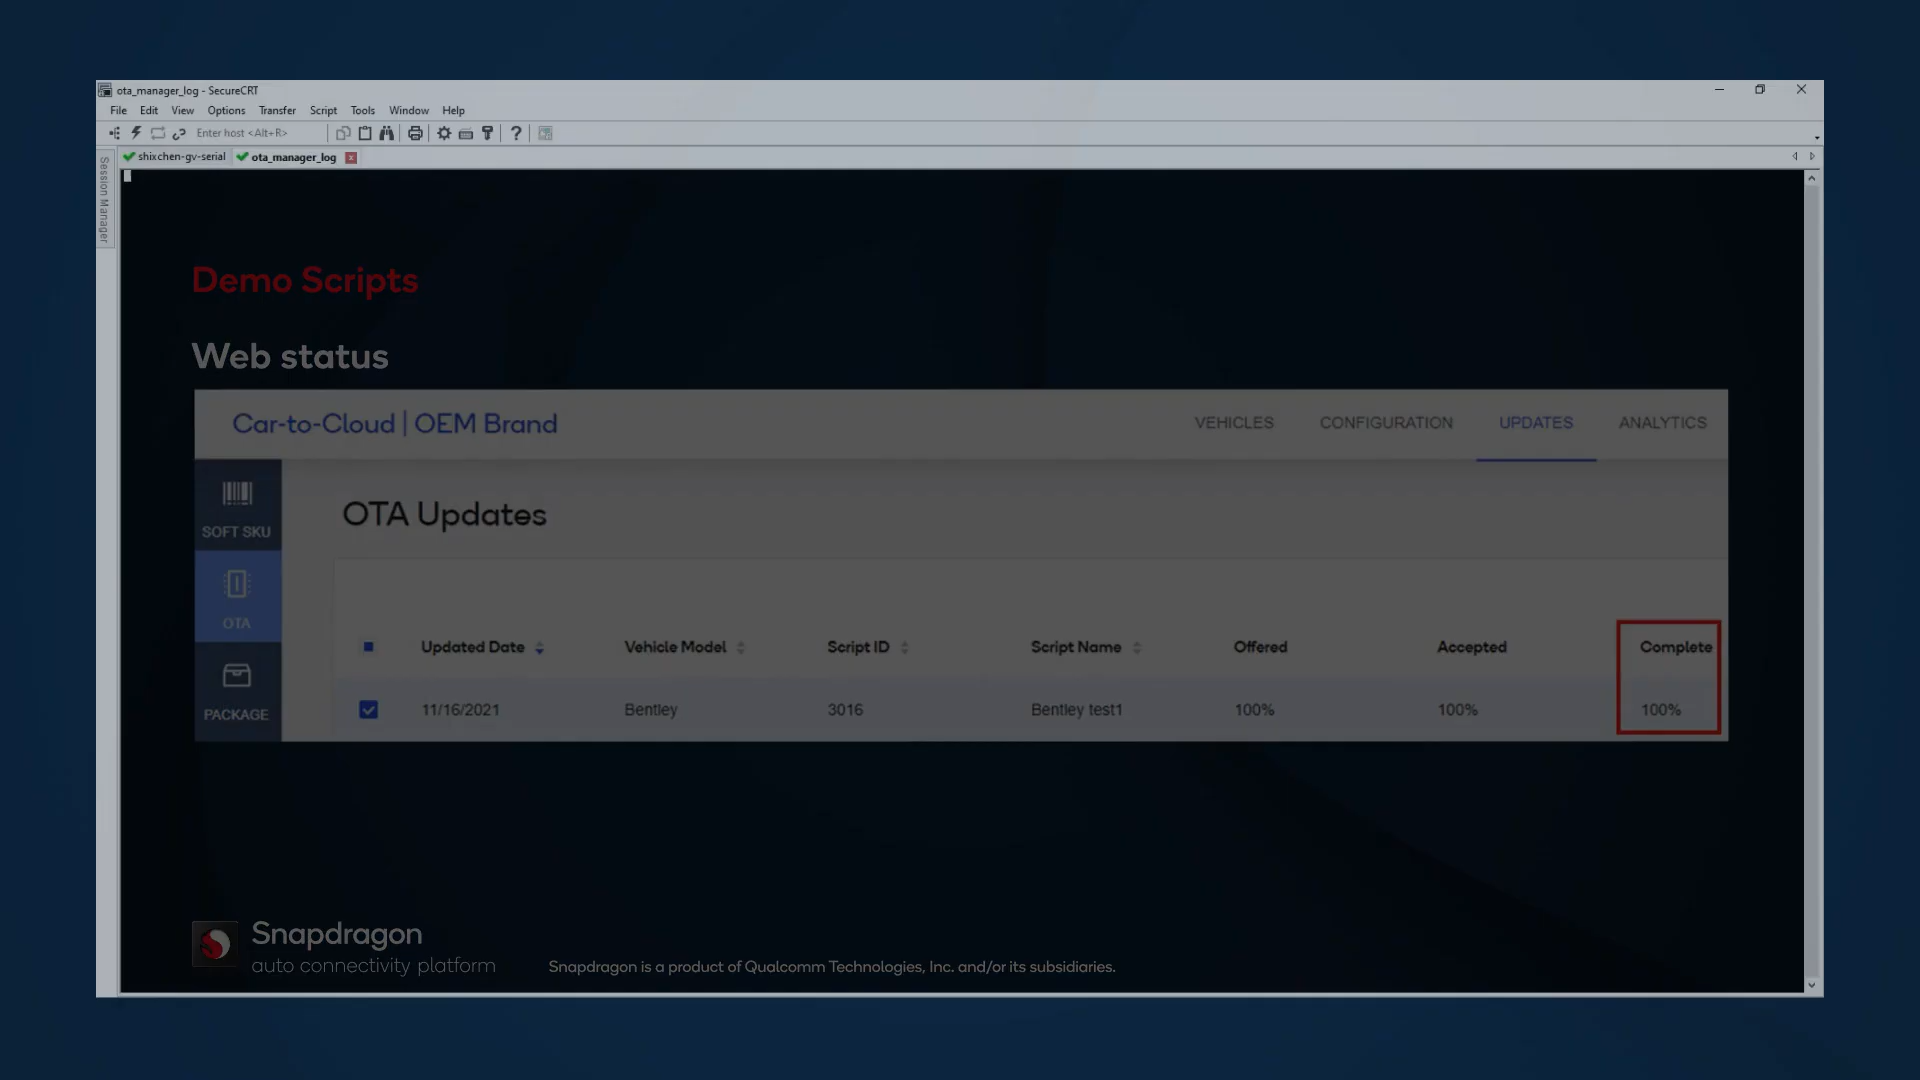 ota_manager_log - SecureCRT
File Edit View Options Transfer Script Tools Window Help
Enter host <Alt+R>
shixchen-gv-serial ota_manager_log
Session Manager
Demo Scripts
Web status
Car-to-Cloud | OEM Brand VEHICLES CONFIGURATION UPDATES ANALYTICS
SOFT SKU
OTA
PACKAGE
OTA Updates
Updated Date Vehicle Model Script ID Script Name Offered Accepted Complete
11/16/2021 Bentley 3016 Bentley test1 100% 100% 100%
Snapdragon
auto connectivity platform
Snapdragon is a product of Qualcomm Technologies, Inc. and/or its subsidiaries.